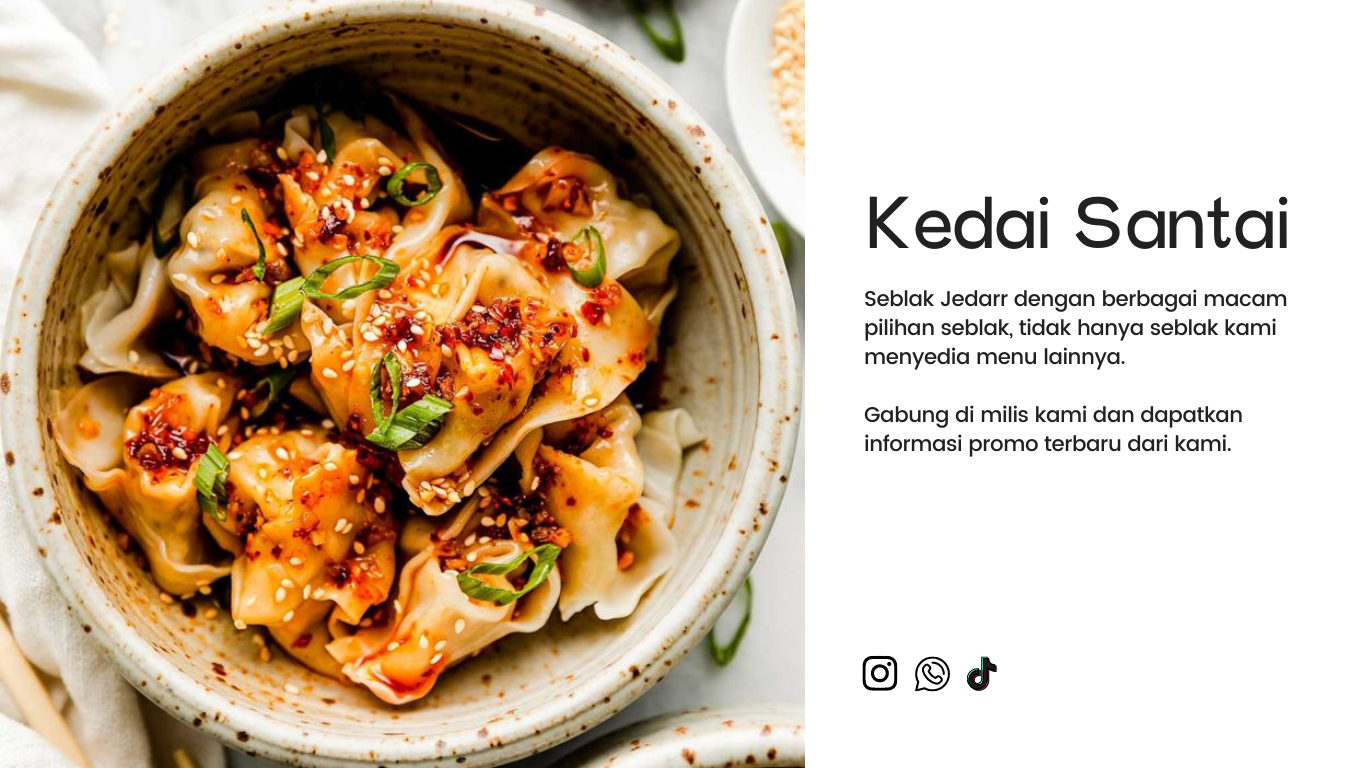 Kedai Santai
Seblak Jedarr dengan berbagai macam
pilihan seblak, tidak hanya seblak kami
menyedia menu lainnya.
Gabung di milis kami dan dapatkan
informasi promo terbaru dari kami.